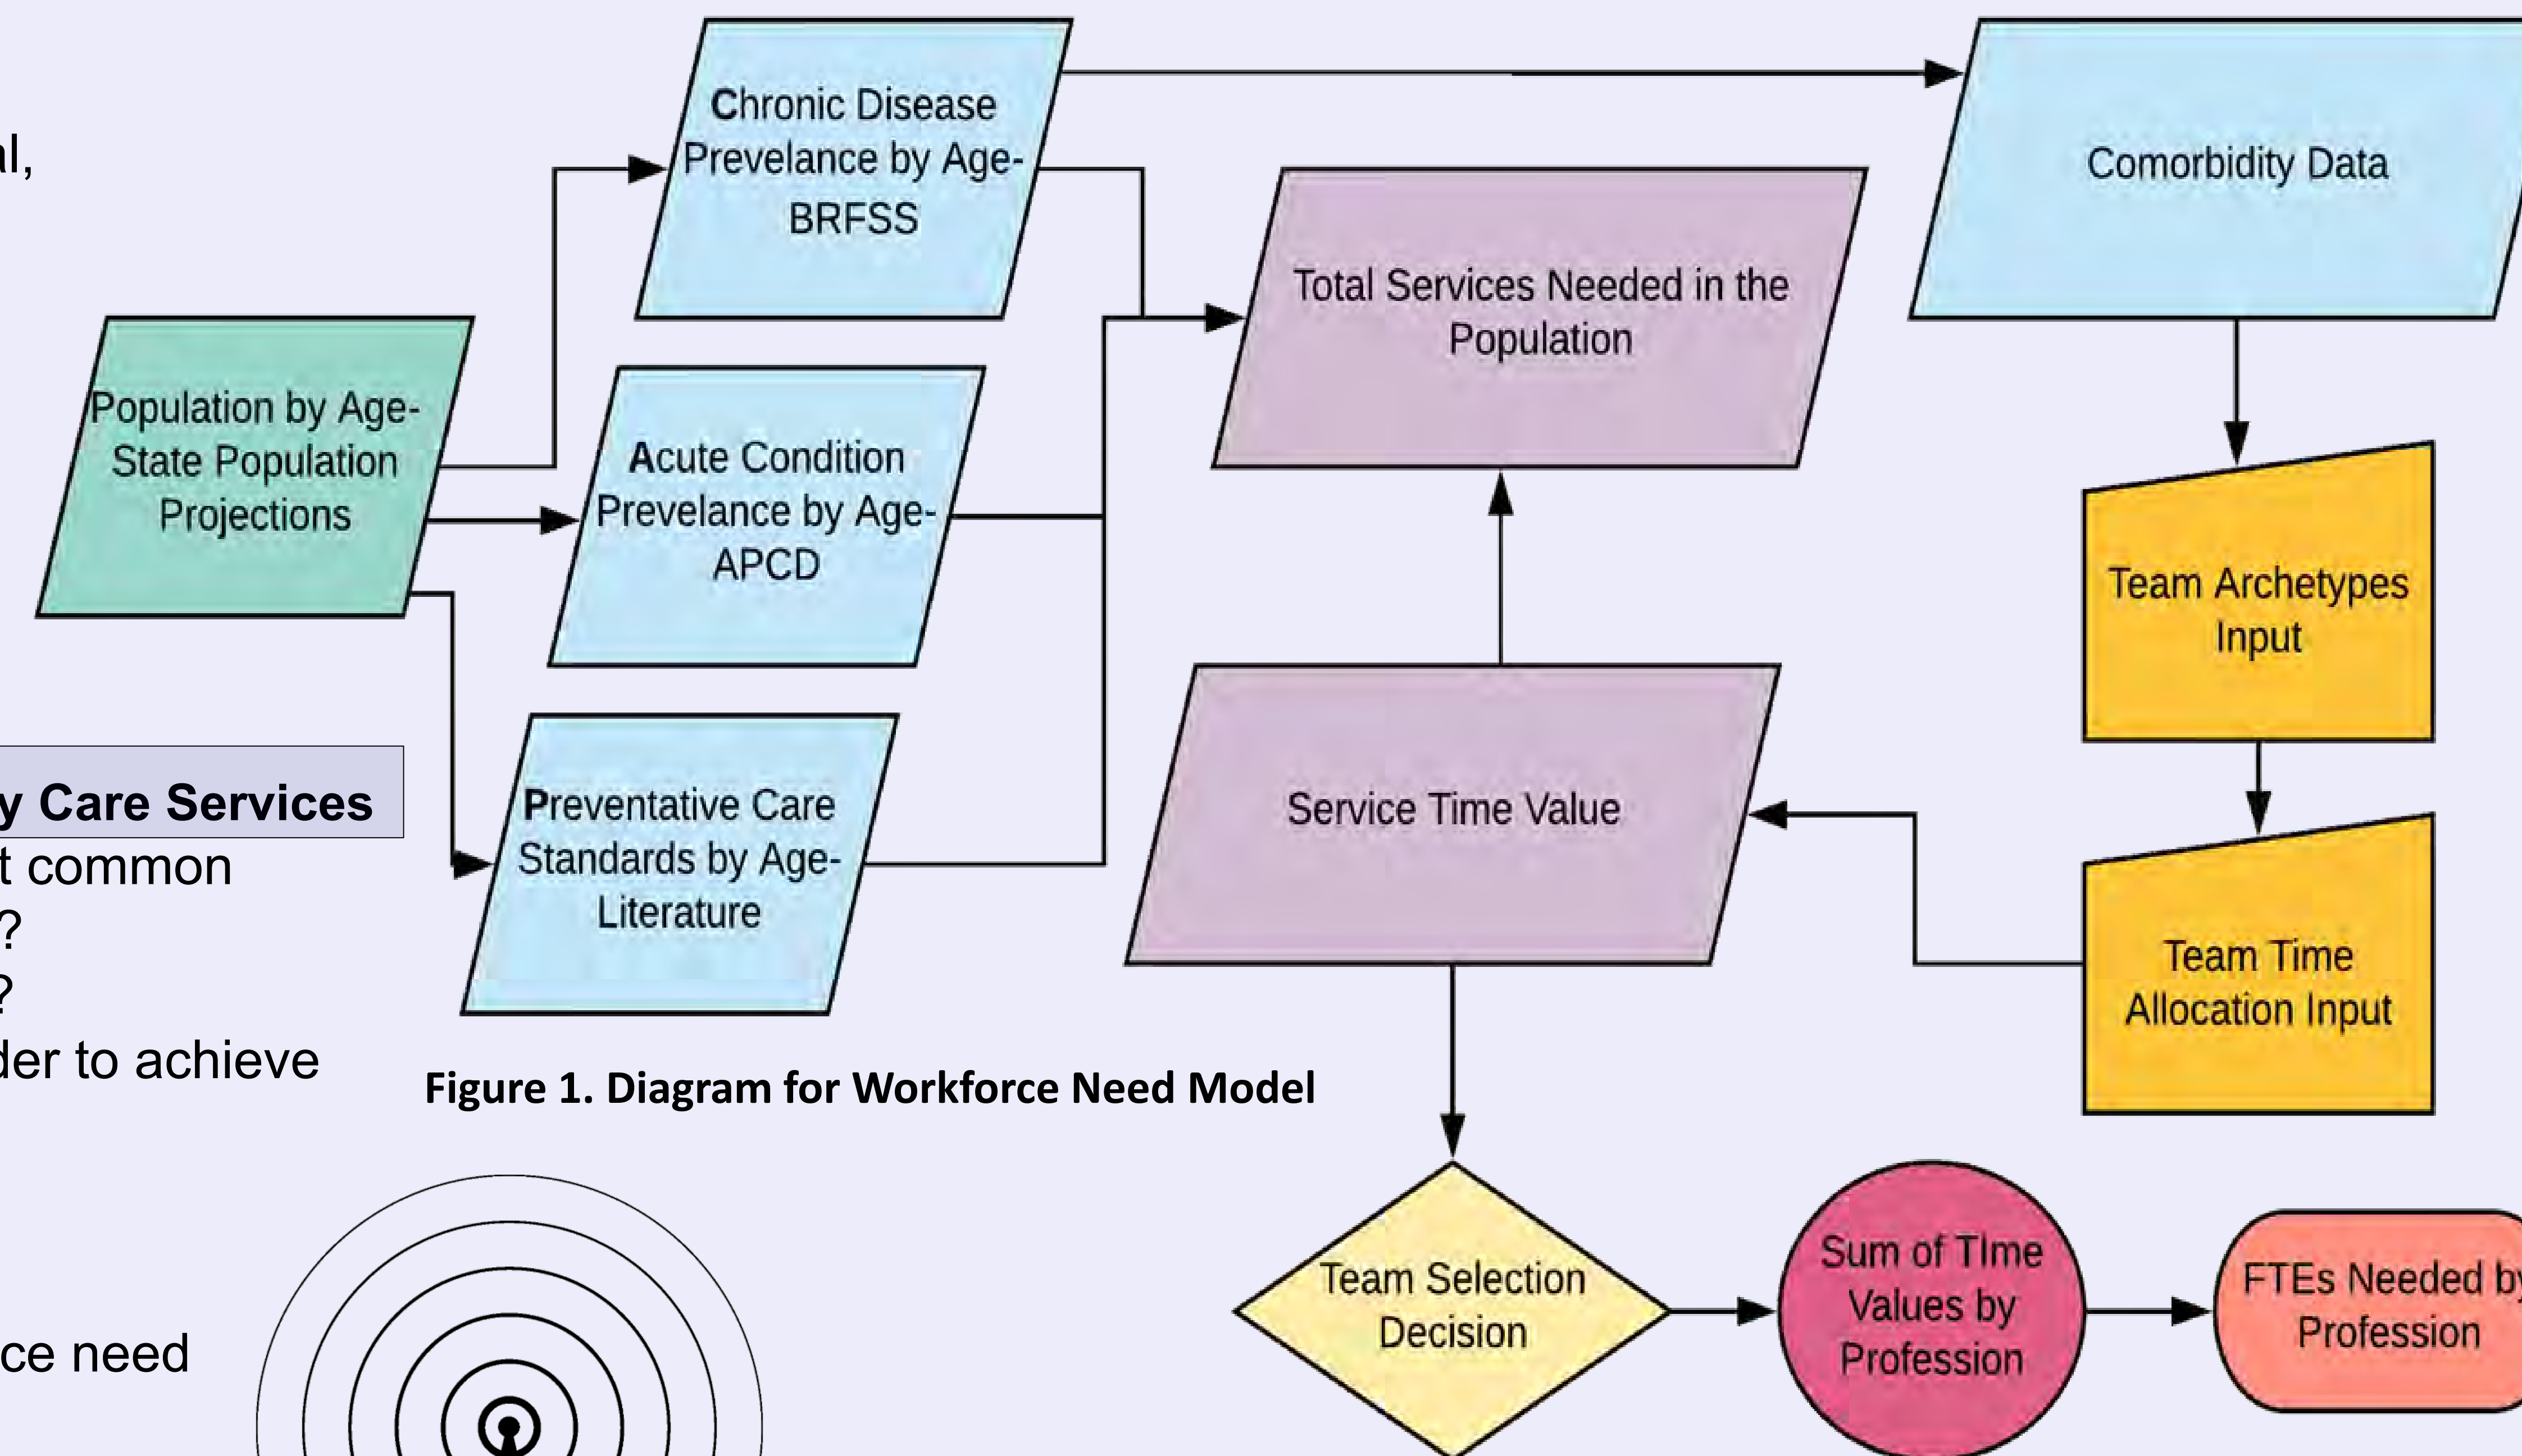 al,
Chronic Disease
Prevelance by Age-
BRFSS
Comorbidity Data
Total Services Needed in the
Population
Population by Age-
State Population
Projections
Acute Condition
Prevelance by Age-
APCD
Team Archetypes
Input
Preventative Care
Standards by Age-
Literature
Service Time Value
Team Time
Allocation Input
y Care Services
t common
?
?
der to achieve
Figure 1. Diagram for Workforce Need Model
ce need
Team Selection
Decision
Sum of TIme
Values by
Profession
FTEs Needed by
Profession